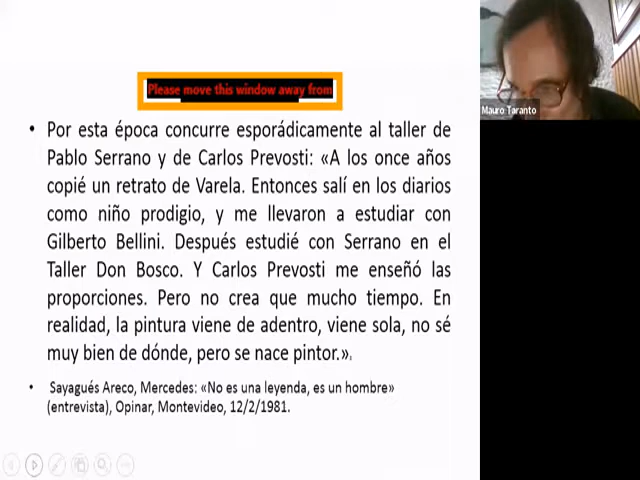 Please move this window away from
Mauro Taranto
• Por esta época concurre esporádicamente al taller de
Pablo Serrano y de Carlos Prevosti: «A los once años
copié un retrato de Varela. Entonces salí en los diarios
como niño prodigio, y me llevaron a estudiar con
Gilberto Bellini. Después estudié con Serrano en el
Taller Don Bosco. Y Carlos Prevosti me enseñó las
proporciones. Pero no crea que mucho tiempo. En
realidad, la pintura viene de adentro, viene sola, no sé
muy bien de dónde, pero se nace pintor.»
• Sayagués Areco, Mercedes: «No es una leyenda, es un hombre»
(entrevista), Opinar, Montevideo, 12/2/1981.